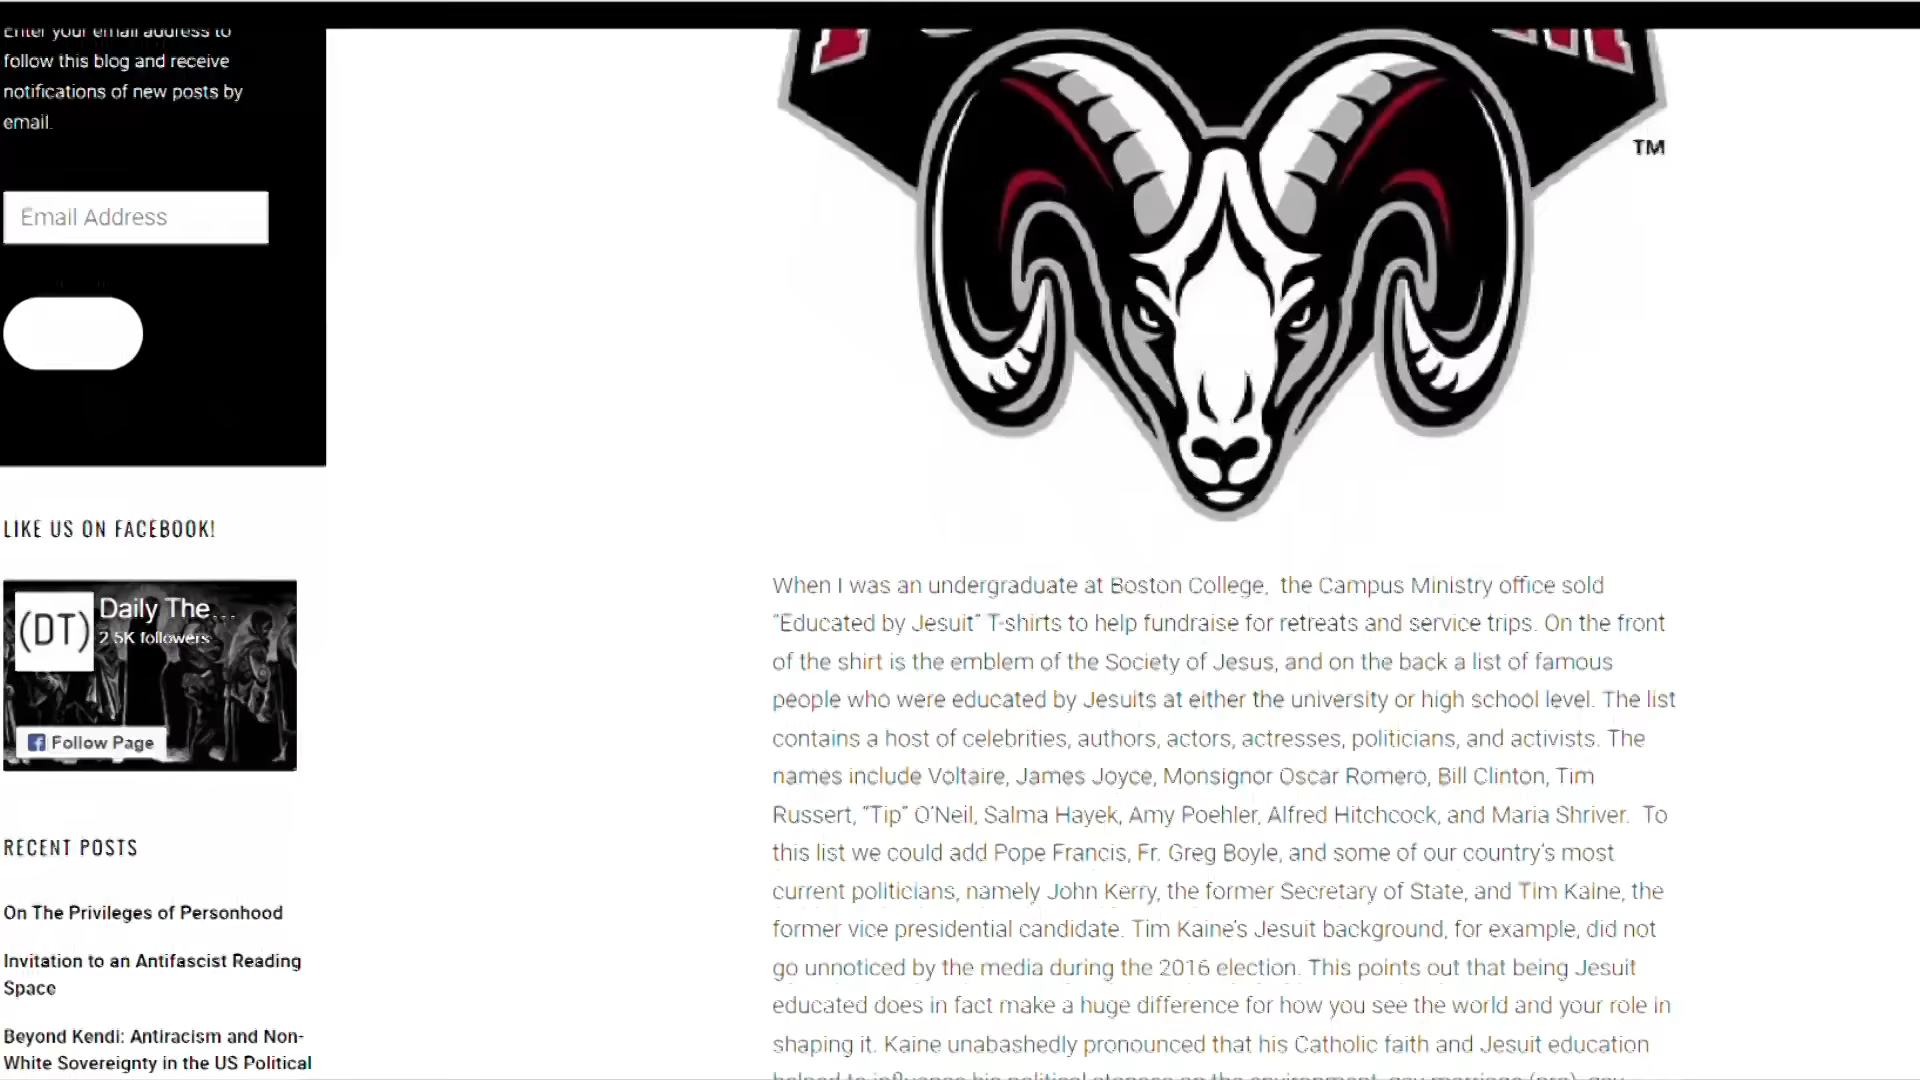 Enter your email address to
follow this blog and receive
notifications of new posts by
email.
Email Address
LIKE US ON FACEBOOK!
(DT)
Daily The...
2.5K followers
Follow Page
RECENT POSTS
On The Privileges of Personhood
Invitation to an Antifascist Reading
Space
Beyond Kendi: Antiracism and Non-
White Sovereignty in the US Political
TM
When I was an undergraduate at Boston College,  the Campus Ministry office sold
“Educated by Jesuit” T-shirts to help fundraise for retreats and service trips. On the front
of the shirt is the emblem of the Society of Jesus, and on the back a list of famous
people who were educated by Jesuits at either the university or high school level. The list
contains a host of celebrities, authors, actors, actresses, politicians, and activists. The
names include Voltaire, James Joyce, Monsignor Oscar Romero, Bill Clinton, Tim
Russert, “Tip” O’Neil, Salma Hayek, Amy Poehler, Alfred Hitchcock, and Maria Shriver.  To
this list we could add Pope Francis, Fr. Greg Boyle, and some of our country’s most
current politicians, namely John Kerry, the former Secretary of State, and Tim Kaine, the
former vice presidential candidate. Tim Kaine’s Jesuit background, for example, did not
go unnoticed by the media during the 2016 election. This points out that being Jesuit
educated does in fact make a huge difference for how you see the world and your role in
shaping it. Kaine unabashedly pronounced that his Catholic faith and Jesuit education